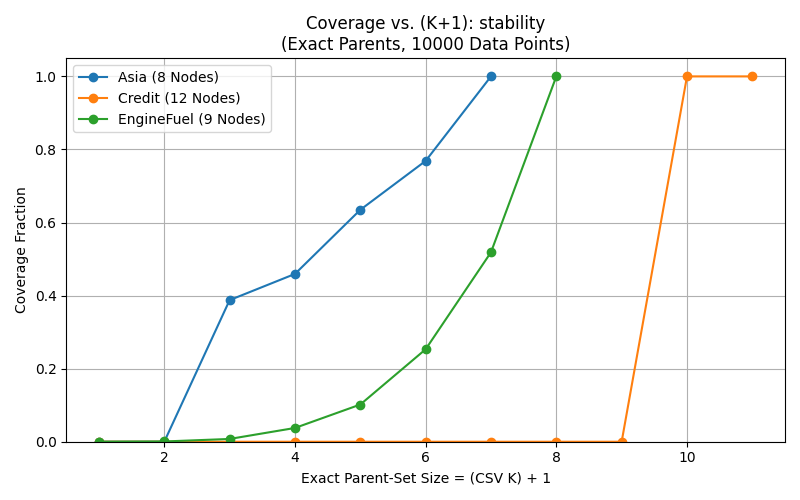 Coverage vs. (K+1): stability
(Exact Parents, 10000 Data Points)
Asia (8 Nodes)
Credit (12 Nodes)
EngineFuel (9 Nodes)
Coverage Fraction
1.0
0.8
0.6
0.4
0.2
0.0
2 4 6 8 10
Exact Parent-Set Size = (CSV K) + 1